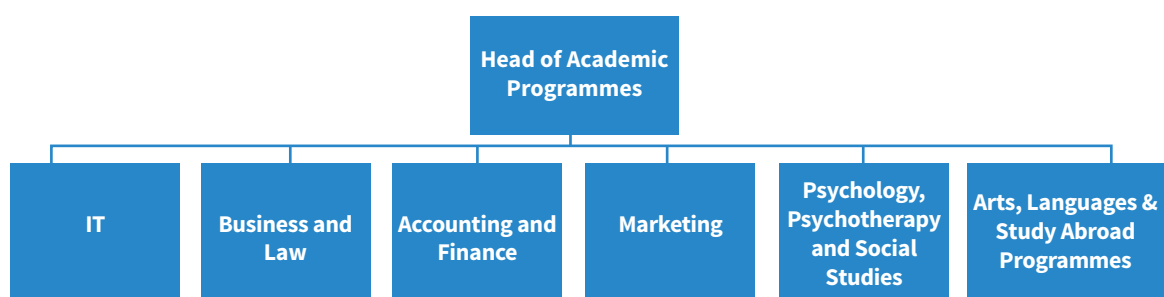 Head of Academic
Programmes
IT
Business and
Law
Accounting and
Finance
Marketing
Psychology,
Psychotherapy
and Social
Studies
Arts, Languages &
Study Abroad
Programmes